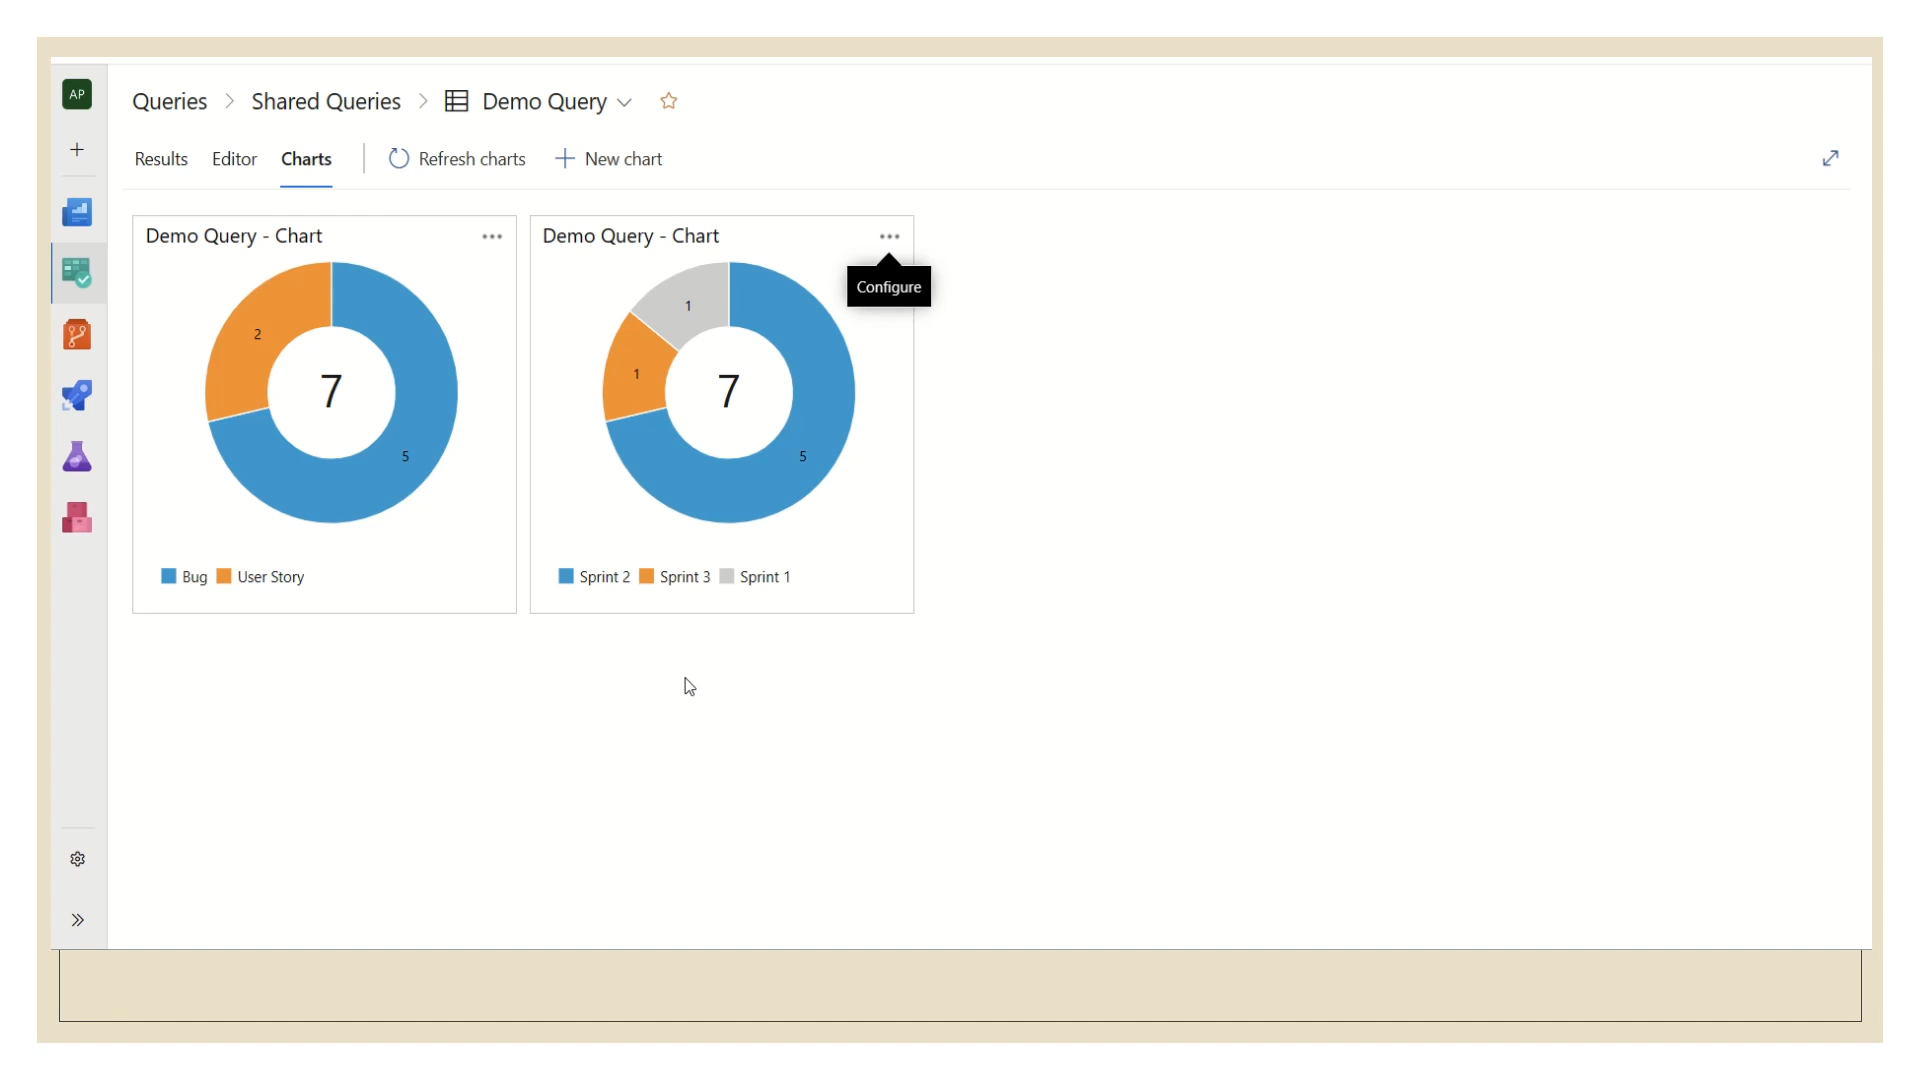 AP
Queries > Shared Queries > Demo Query
Results Editor Charts Refresh charts New chart
Demo Query - Chart
2
7
5
Bug User Story
Demo Query - Chart
Configure
1
1
7
5
Sprint 2 Sprint 3 Sprint 1